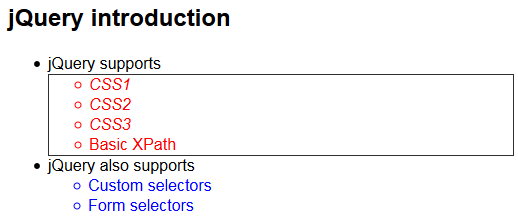 jQuery introduction
jQuery supports
CSS1
CSS2
CSS3
Basic XPath
jQuery also supports
Custom selectors
Form selectors